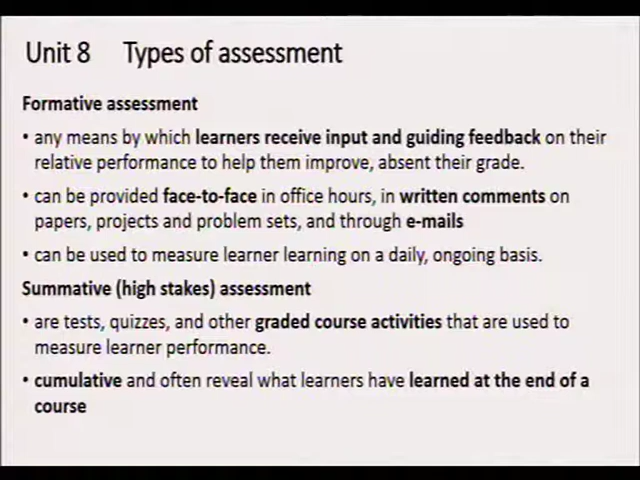 Unit 8 Types of assessment
Formative assessment
• any means by which learners receive input and guiding feedback on their
relative performance to help them improve, absent their grade.
• can be provided face-to-face in office hours, in written comments on
papers, projects and problem sets, and through e-mails
• can be used to measure learner learning on a daily, ongoing basis.
Summative (high stakes) assessment
• are tests, quizzes, and other graded course activities that are used to
measure learner performance.
• cumulative and often reveal what learners have learned at the end of a
course